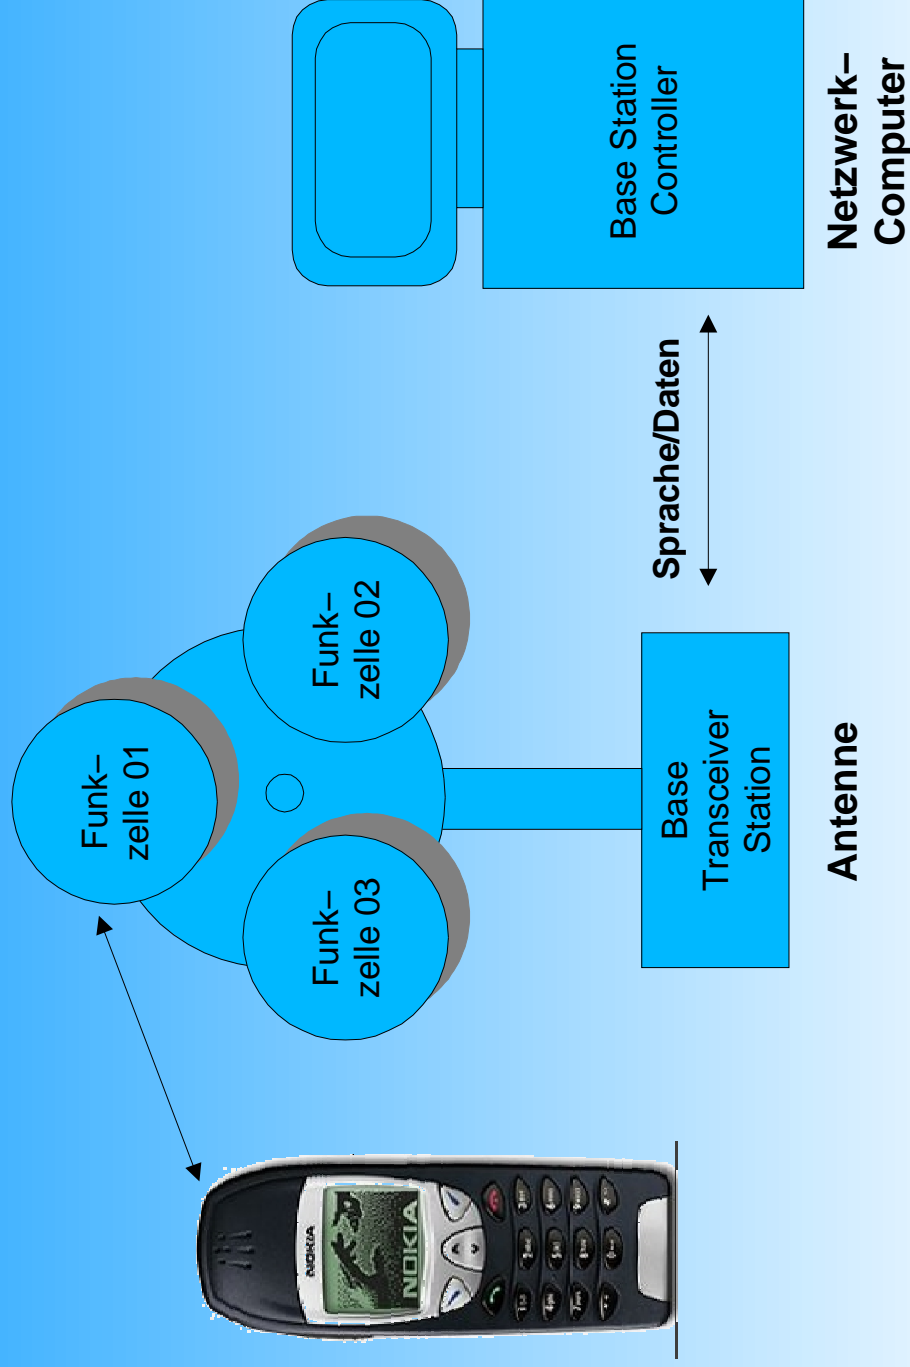 NOKIA
NOKIA
Funk–
zelle 01
Funk–
zelle 03
Funk–
zelle 02
Base
Transceiver
Station
Antenne
Sprache/Daten
Base Station
Controller
Netzwerk–
Computer